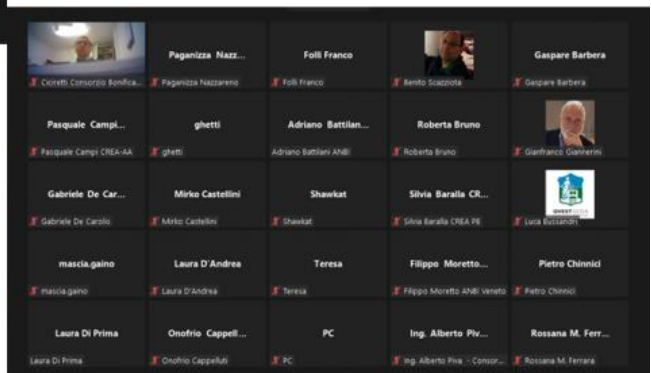 Ciciretti Consorzio Bonifica...
Paganizza Nazz...
Paganizza Nazzareno
Folli Franco
Folli Franco
Benito Scazziota
Gaspare Barbera
Gaspare Barbera
Pasquale Campi...
Pasquale Campi CREA-AA
ghetti
ghetti
Adriano Battilan...
Adriano Battilani ANBI
Roberta Bruno
Roberta Bruno
Gianfranco Giannerini
Gabriele De Car...
Gabriele De Carolis
Mirko Castellini
Mirko Castellini
Shawkat
Shawkat
Silvia Baralla CR...
Silvia Baralla CREA PB
Luca Bussandri
mascia.gaino
mascia.gaino
Laura D'Andrea
Laura D'Andrea
Teresa
Teresa
Filippo Moretto...
Filippo Moretto ANBI Veneto
Pietro Chinnici
Pietro Chinnici
Laura Di Prima
Laura Di Prima
Onofrio Cappell...
Onofrio Cappelluti
PC
PC
Ing. Alberto Piv...
Ing. Alberto Piva - Consor...
Rossana M. Ferr...
Rossana M. Ferrara